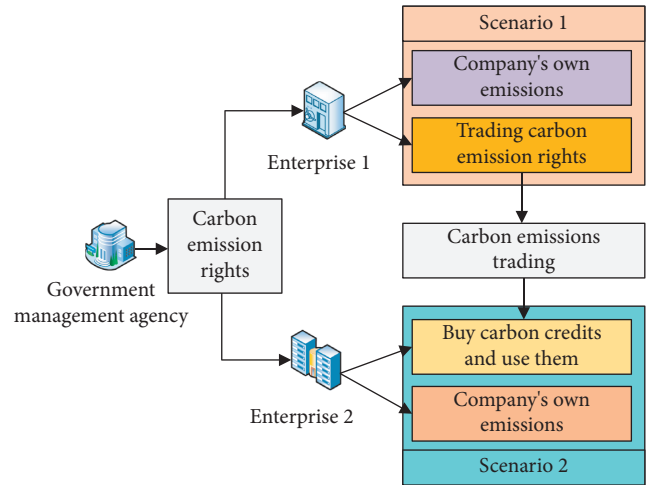 Scenario 1
Company's own
emissions
Trading carbon
emission rights
Enterprise 1
Carbon
emission
rights
Government
management agency
Carbon emissions
trading
Enterprise 2
Buy carbon credits
and use them
Company's own
emissions
Scenario 2